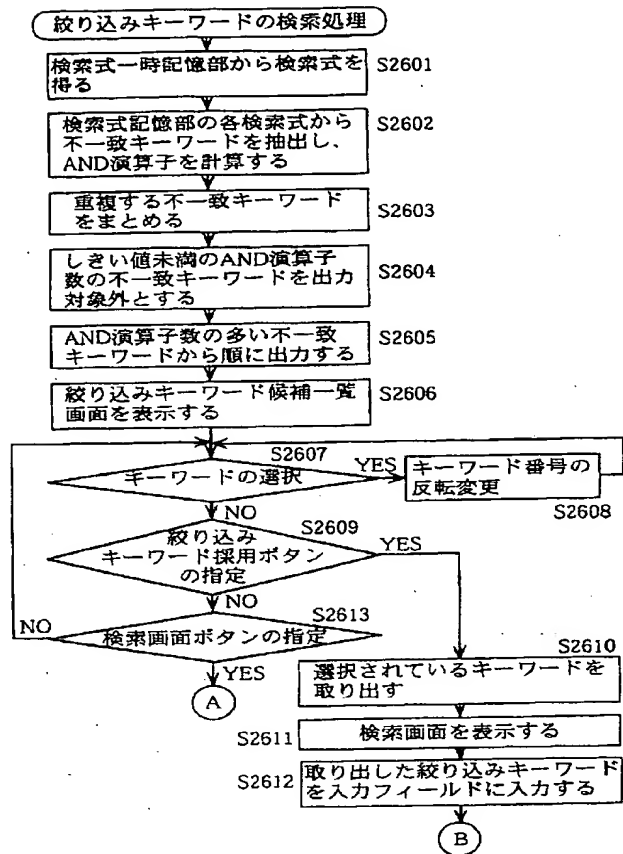 絞り込みキーワードの検索処理
検索式一時記憶部から検索式を
得る
S2601
検索式記憶部の各検索式から
不一致キーワードを抽出し、
AND演算子を計算する
S2602
重複する不一致キーワード
をまとめる
S2603
しきい値未満のAND演算子
数の不一致キーワードを出力
対象外とする
S2604
AND演算子数の多い不一致
キーワードから順に出力する
S2605
絞り込みキーワード候補一覧
画面を表示する
S2606
S2607
キーワードの選択
YES
キーワード番号の
反転変更
S2608
NO
S2609
絞り込み
キーワード採用ボタン
の指定
YES
NO
S2613
NO
検索画面ボタンの指定
YES
A
S2610
選択されているキーワードを
取り出す
S2611
検索画面を表示する
S2612
取り出した絞り込みキーワード
を入力フィールドに入力する
B